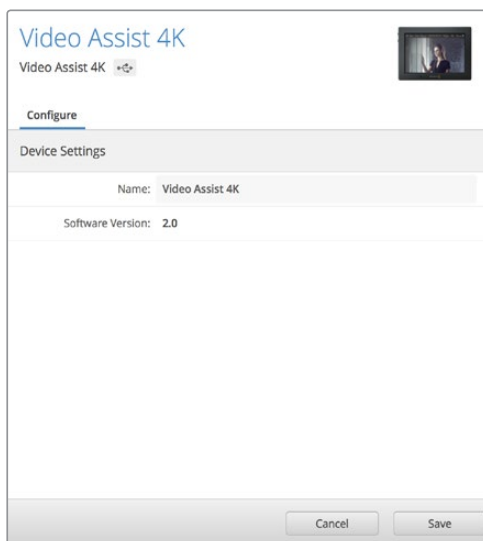 Video Assist 4K
Video Assist 4K
Configure
Device Settings
Name: Video Assist 4K
Software Version: 2.0
Cancel Save